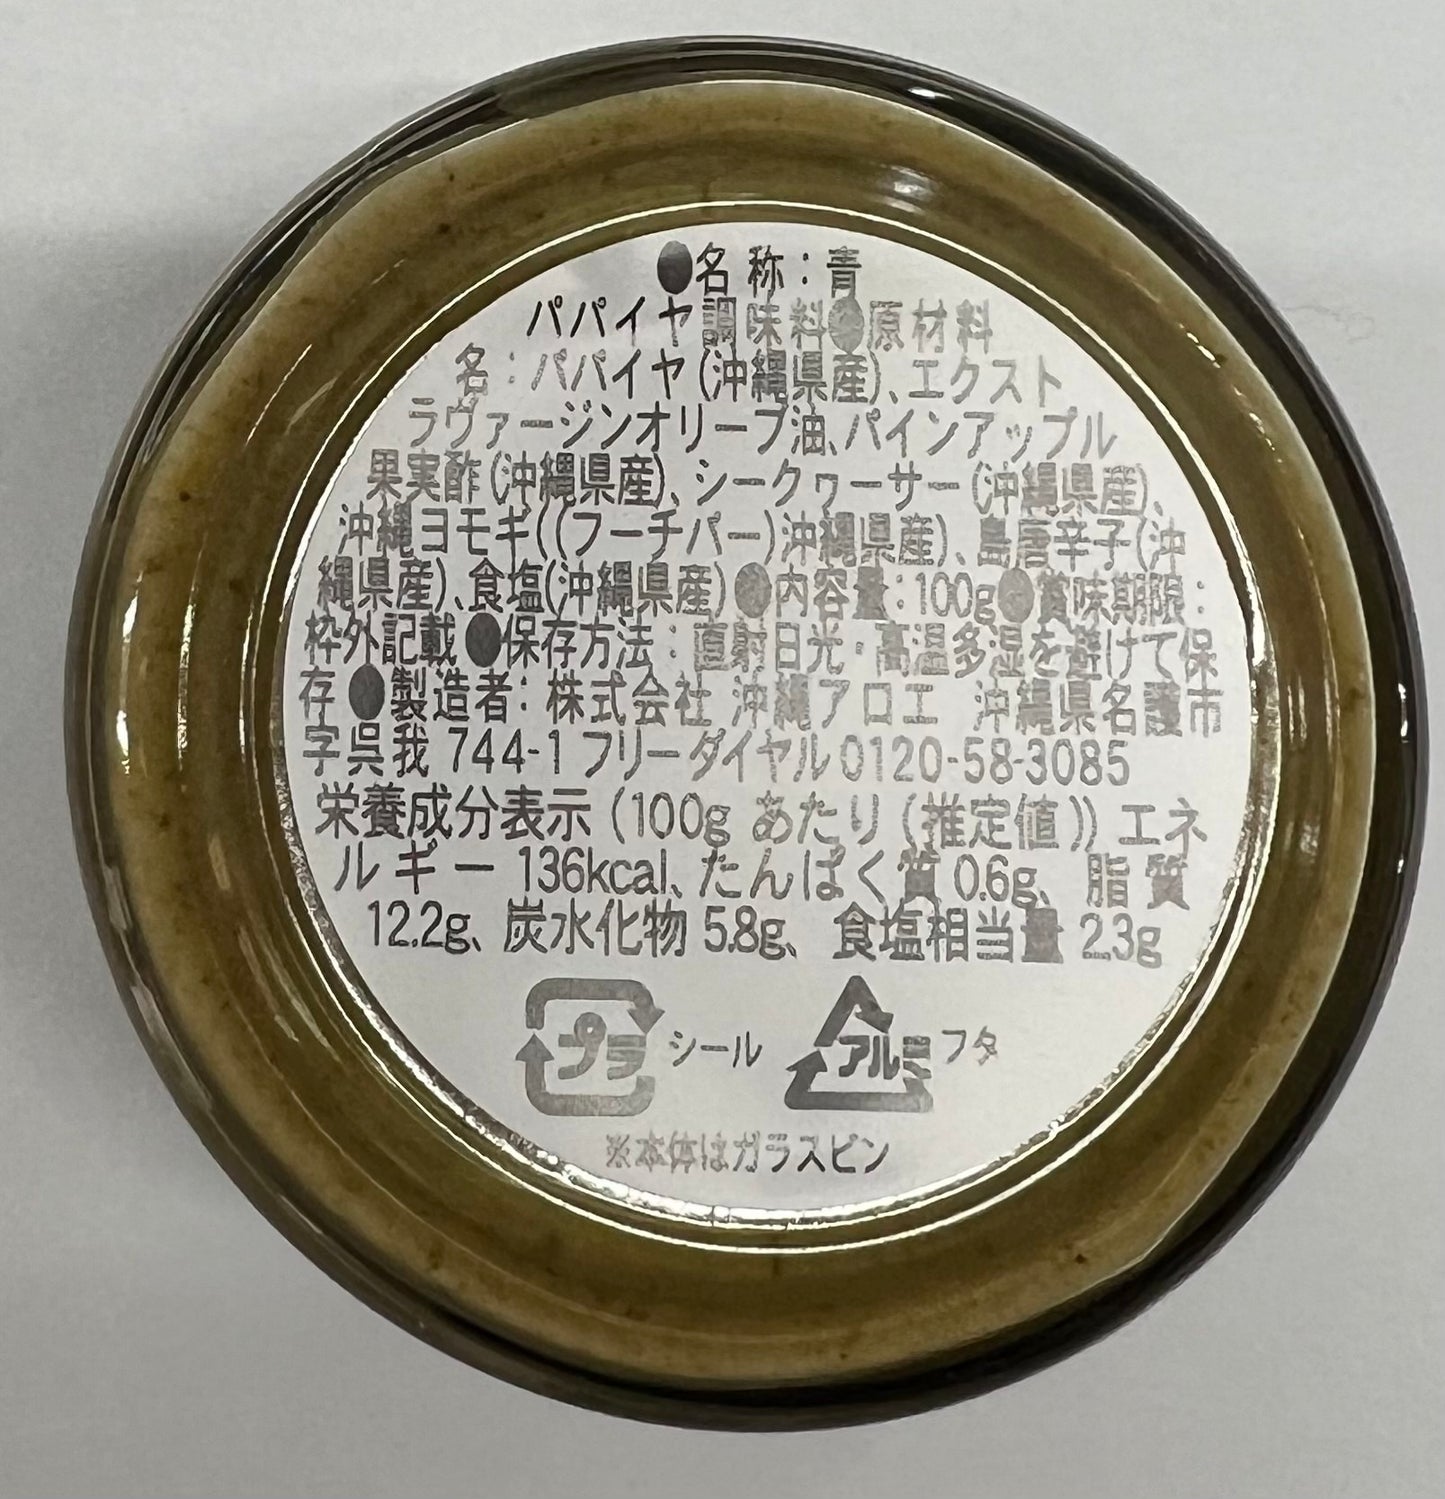 ●名 称：青
パパイヤ調味料●原材料
名：パパイヤ(沖縄県産)、エクスト
ラヴァージンオリーブ油、パインアップル
果実酢(沖縄県産)、シークヮーサー(沖縄県産)、
沖縄ヨモギ((フーチバー)沖縄県産)、島唐辛子(沖
縄県産)、食塩(沖縄県産)●内容量：100g●賞味期限：
枠外記載●保存方法：直射日光・高温多湿を避けて保
存●製造者：株式会社 沖縄アロエ 沖縄県名護市
字呉我 744-1 フリーダイヤル0120-58-3085
栄養成分表示 (100g あたり (推定値)) エネ
ルギー 136kcal、たんぱく質 0.6g、 脂質
12.2g、炭水化物 5.8g、 食塩相当量 2.3g
プラ シール アルミ フタ
※本体はガラスビン